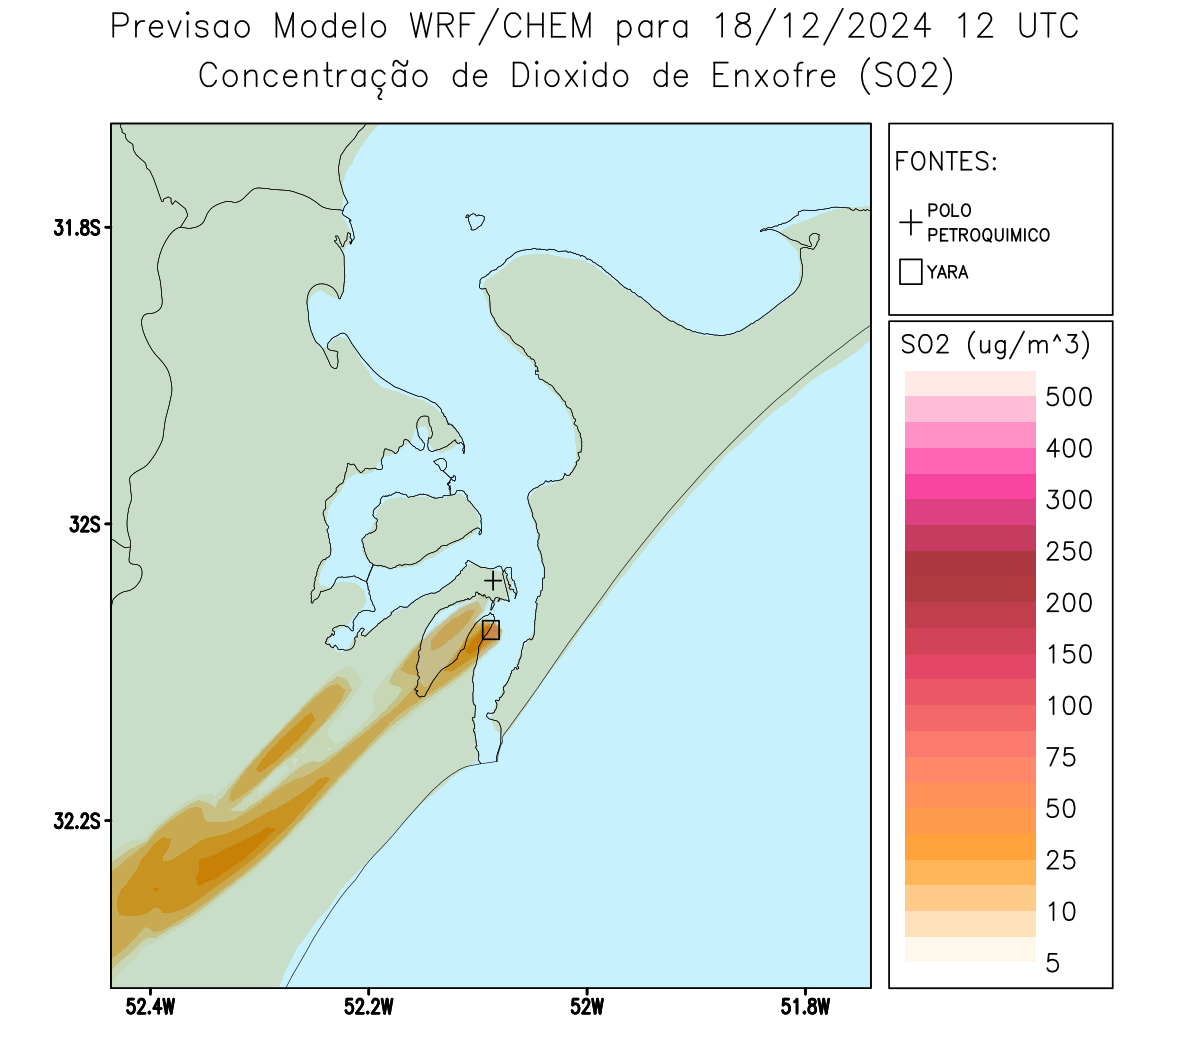 Previsao Modelo WRF/CHEM para 18/12/2024 12 UTC
Concentração de Dioxido de Enxofre (SO2)
FONTES:
POLO
PETROQUIMICO
YARA
SO2 (ug/m^3)
500
400
300
250
200
150
100
75
50
25
10
5
31.8S
32S
32.2S
52.4W
52.2W
52W
51.8W